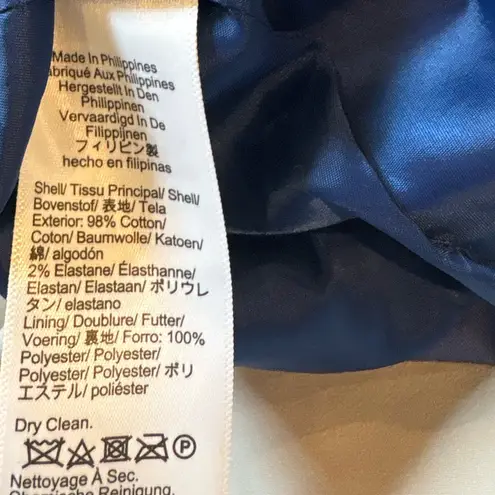 Made In Philippines
abriqué Aux Philippines
Hergestellt In Den
Philippinen
Vervaardigd In De
Filippijnen
フィリピン製
hecho en filipinas
Shell/ Tissu Principal/ Shell/
Bovenstof/ 表地/ Tela
Exterior: 98% Cotton/
Coton/ Baumwolle/ Katoen/
綿/ algodón
2% Elastane/ Élasthanne/
Elastan/ Elastaan/ ポリウレ
タン/ elastano
Lining/ Doublure/ Futter/
Voering/ 裏地/ Forro: 100%
Polyester/ Polyester/
Polyester/ Polyester/ ポリ
エステル/ poliéster
Dry Clean.
P
Nettoyage À Sec.
Chemische Reinigung.